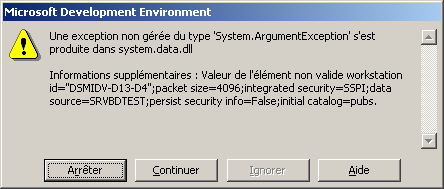 Microsoft Development Environment
Une exception non gérée du type 'System.ArgumentException' s'est
produite dans system.data.dll
Informations supplémentaires : Valeur de l'élément non valide workstation
id="DSMIDV-D13-D4";packet size=4096;integrated security=SSPI;data
source=SRVBDTEST;persist security info=False;initial catalog=pubs.
Arrêter
Continuer
Ignorer
Aide